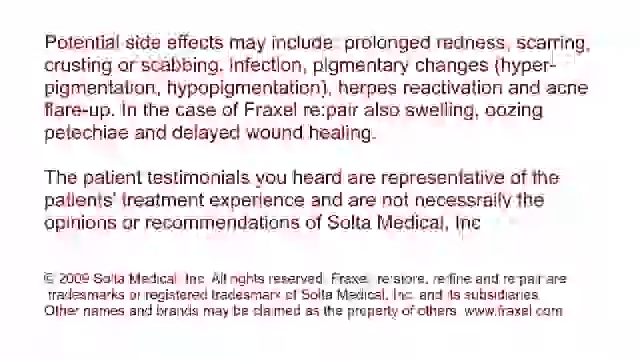 Potential side effects may include: prolonged redness, scarring,
crusting or scabbing, infection, pigmentary changes (hyper-
pigmentation, hypopigmentation), herpes reactivation and acne
flare-up. In the case of Fraxel re:pair also swelling, oozing
petechiae and delayed wound healing.
The patient testimonials you heard are representative of the
patients' treatment experience and are not necessraily the
opinions or recommendations of Solta Medical, Inc
© 2009 Solta Medical, Inc. All rights reserved. Fraxel, re:store, re:fine and re:pair are
trademarks or registered trademark of Solta Medical, Inc. and its subsidiaries.
Other names and brands may be claimed as the property of others. www.fraxel.com